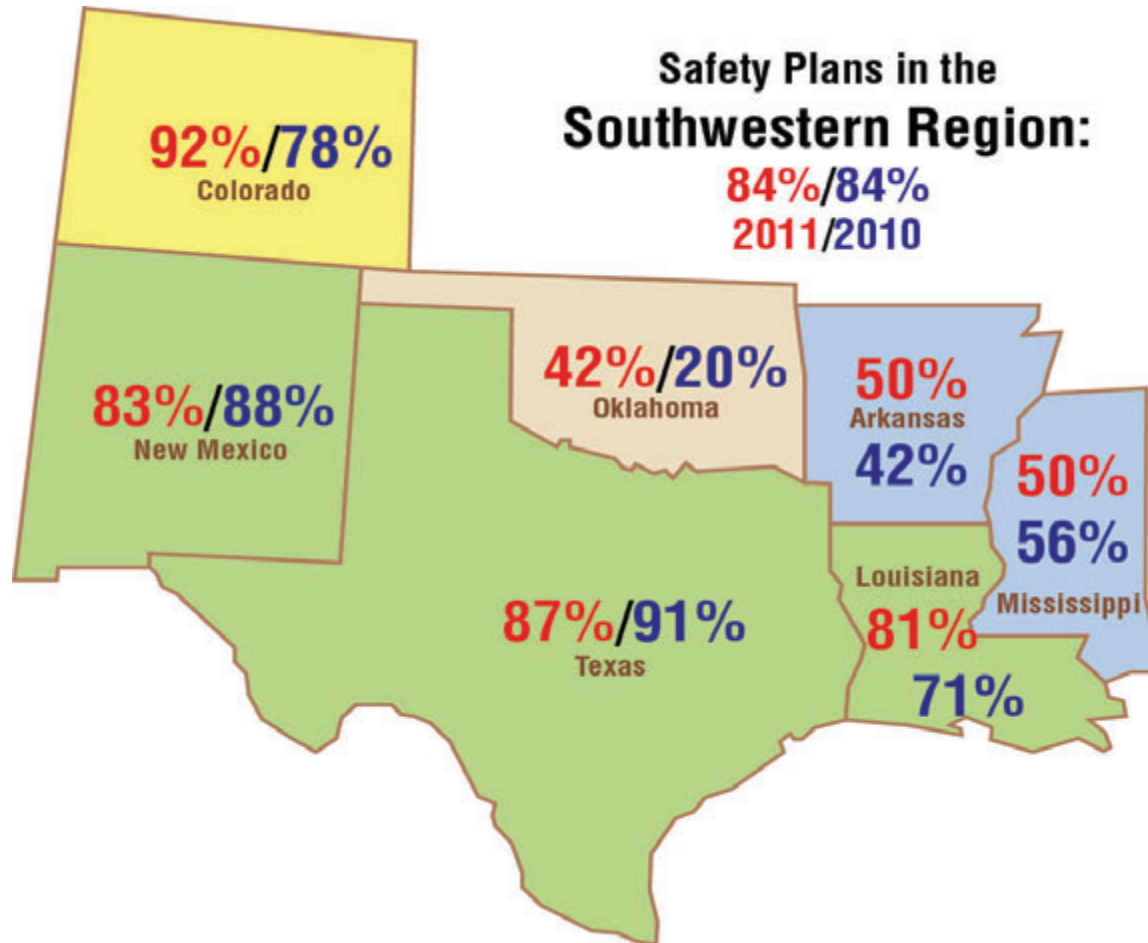 Safety Plans in the
Southwestern Region:
84%/84%
2011/2010
92%/78%
Colorado
83%/88%
New Mexico
42%/20%
Oklahoma
50%
Arkansas
42%
50%
56%
Mississippi
Louisiana
81%
71%
87%/91%
Texas